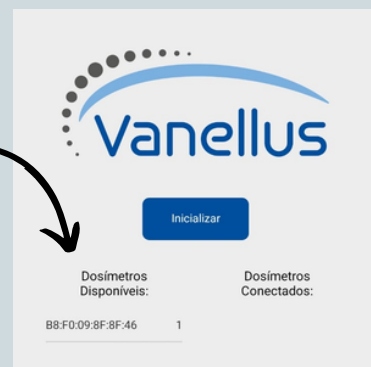 Vanellus
Inicializar
Dosímetros
Disponíveis:
Dosímetros
Conectados:
B8:F0:09:8F:8F:46 1